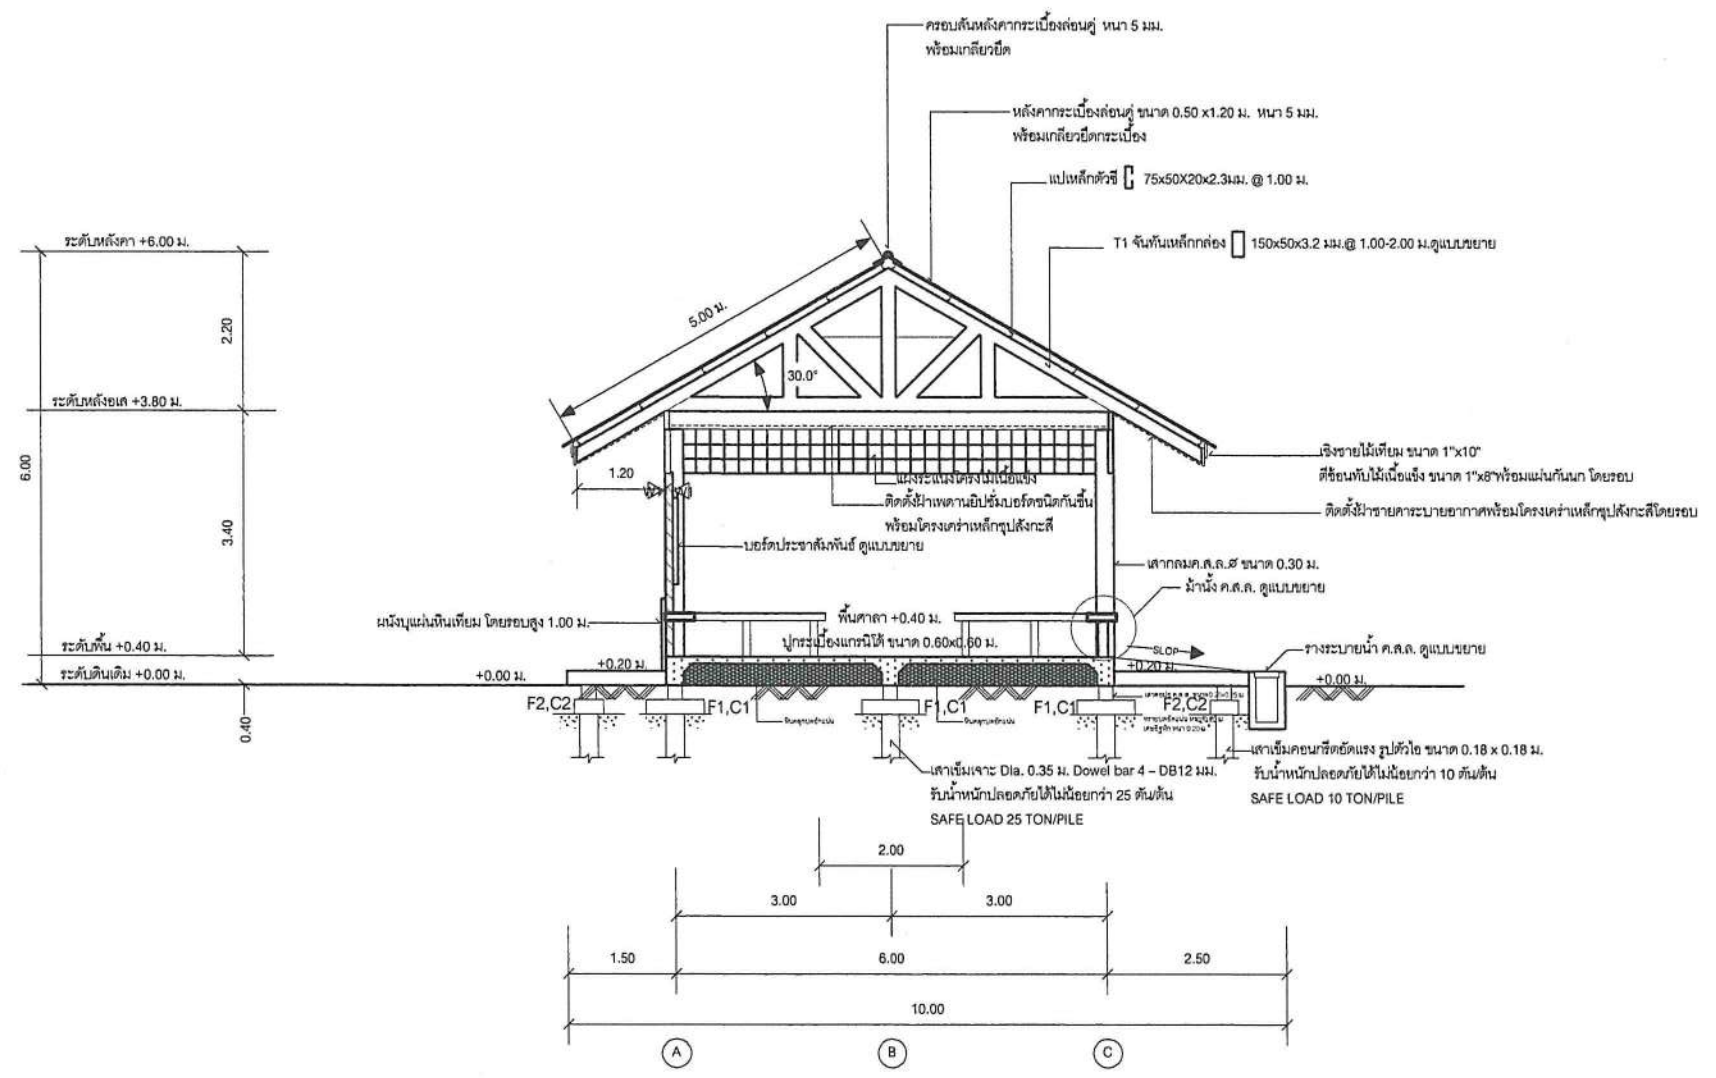 ครอบสันหลังคากระเบื้องลอนคู่ หนา 5 มม.
พร้อมเกลียวยึด
หลังคากระเบื้องลอนคู่ ขนาด 0.50 x1.20 ม. หนา 5 มม.
พร้อมเกลียวยึดกระเบื้อง
แปเหล็กตัวซี 75x50X20x2.3มม. @ 1.00 ม.
T1 จันทันเหล็กกล่อง 150x50x3.2 มม.@ 1.00-2.00 ม.ดูแบบขยาย
ระดับหลังคา +6.00 ม.
2.20
5.00 ม.
30.0°
ระดับหลังอเส +3.80 ม.
6.00
1.20
3.40
แผงระแนงโครงไม้เนื้อแข็ง
ติดตั้งฝ้าเพดานยิปซั่มบอร์ดชนิดกันชื้น
พร้อมโครงเคร่าเหล็กชุปสังกะสี
บอร์ดประชาสัมพันธ์ ดูแบบขยาย
เชิงชายไม้เทียม ขนาด 1"x10"
ตีซ้อนทับไม้เนื้อแข็ง ขนาด 1"x8"พร้อมแผ่นกันนก โดยรอบ
ติดตั้งฝ้าชายคาระบายอากาศพร้อมโครงเคร่าเหล็กชุปสังกะสีโดยรอบ
เสากลมค.ส.ล.Ø ขนาด 0.30 ม.
ม้านั่ง ค.ส.ล. ดูแบบขยาย
ผนังบุแผ่นหินเทียม โดยรอบสูง 1.00 ม.
พื้นศาลา +0.40 ม.
ปูกระเบื้องแกรนิโต้ ขนาด 0.60x0.60 ม.
ระดับพื้น +0.40 ม.
SLOP
รางระบายน้ำ ค.ส.ล. ดูแบบขยาย
+0.20 ม.
+0.20 ม.
ระดับดินเดิม +0.00 ม.
+0.00 ม.
+0.00 ม.
0.40
F2,C2
F1,C1
F1,C1
F1,C1
F2,C2
เสาเข็มเจาะ Dia. 0.35 ม. Dowel bar 4 – DB12 มม.
รับน้ำหนักปลอดภัยได้ไม่น้อยกว่า 25 ตัน/ต้น
SAFE LOAD 25 TON/PILE
เสาเข็มคอนกรีตอัดแรง รูปตัวไอ ขนาด 0.18 x 0.18 ม.
รับน้ำหนักปลอดภัยได้ไม่น้อยกว่า 10 ตัน/ต้น
SAFE LOAD 10 TON/PILE
2.00
3.00 3.00
1.50 6.00 2.50
10.00
A B C